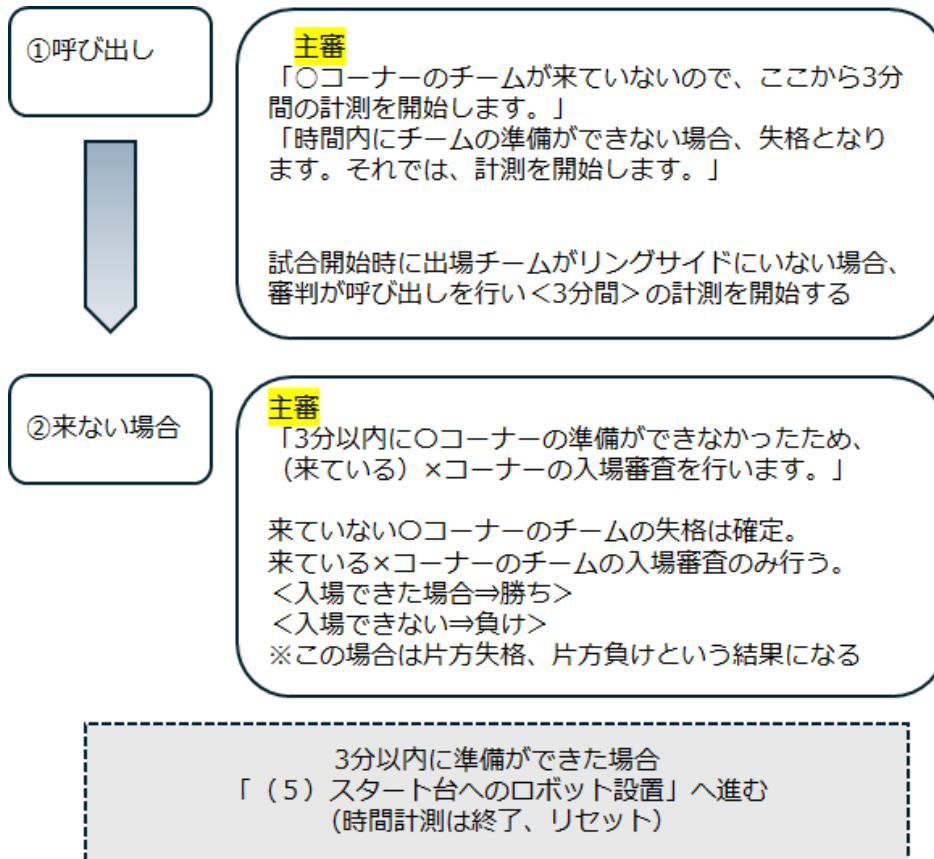 ①呼び出し
主審
「〇コーナーのチームが来ていないので、ここから3分
間の計測を開始します。」
「時間内にチームの準備ができない場合、失格となり
ます。それでは、計測を開始します。」
試合開始時に出場チームがリングサイドにいない場合、
審判が呼び出しを行い＜3分間＞の計測を開始する
②来ない場合
主審
「3分以内に〇コーナーの準備ができなかったため、
（来ている）×コーナーの入場審査を行います。」
来ていない〇コーナーのチームの失格は確定。
来ている×コーナーのチームの入場審査のみ行う。
＜入場できた場合⇒勝ち＞
＜入場できない⇒負け＞
※この場合は片方失格、片方負けという結果になる
3分以内に準備ができた場合
「（５）スタート台へのロボット設置」へ進む
(時間計測は終了、リセット）